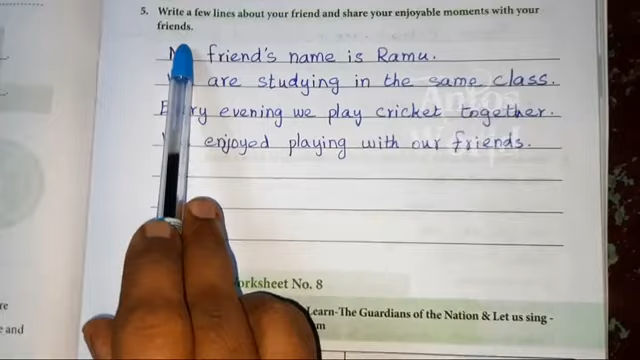 5. Write a few lines about your friend and share your enjoyable moments with your
friends.
friend's name is Ramu.
are studying in the same class.
evening we play cricket together.
enjoyed playing with our friends.
Worksheet No. 8
Learn-The Guardians of the Nation & Let us sing -
and